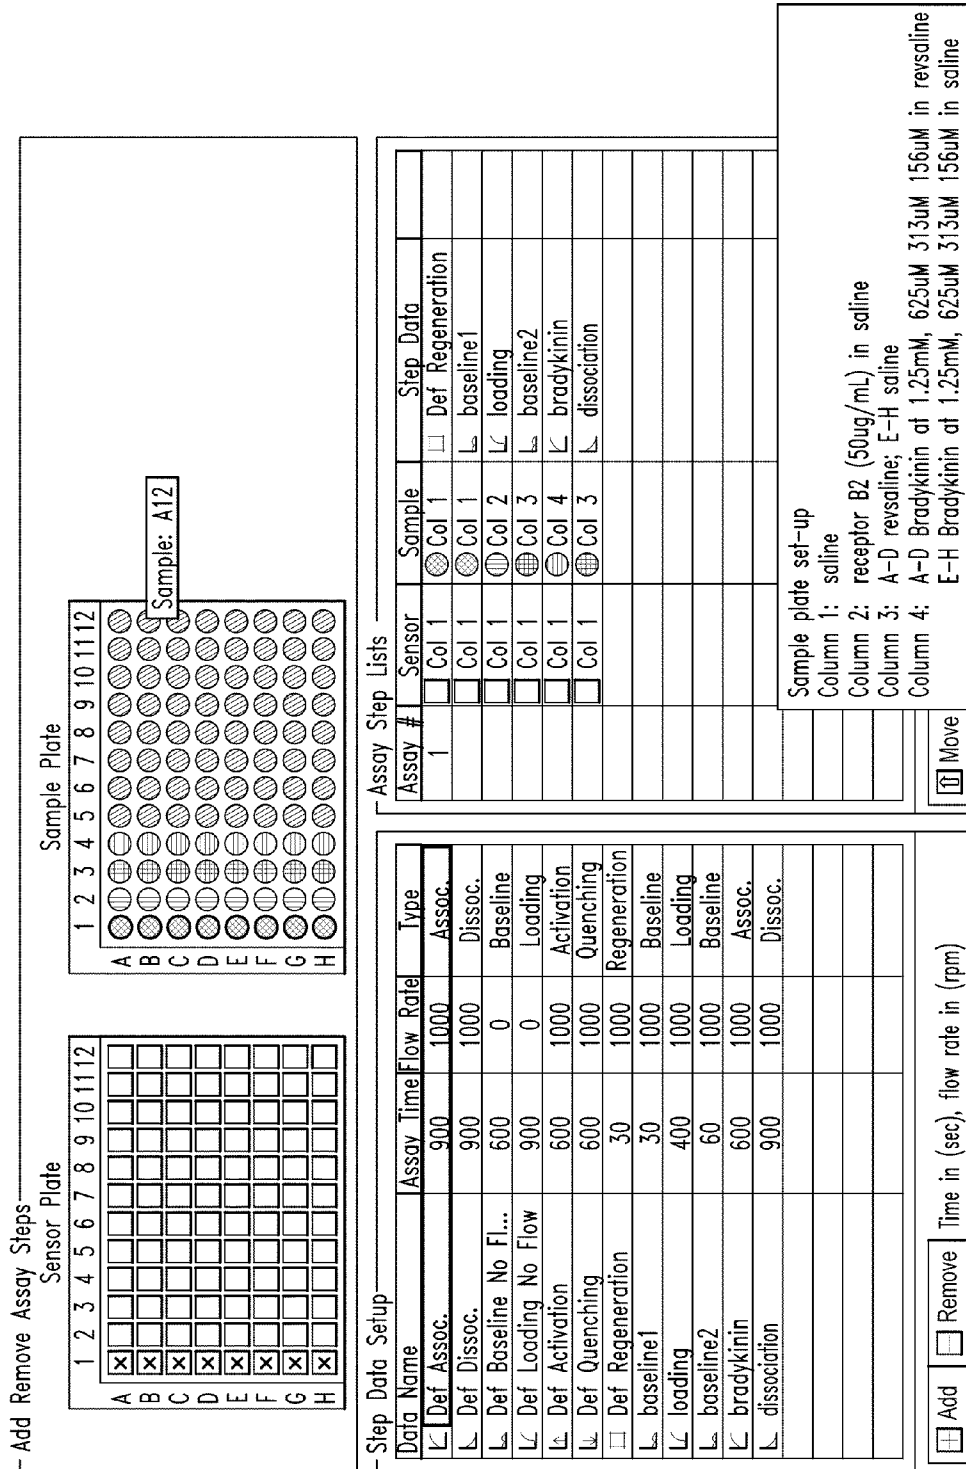 Add Remove Assay Steps
Sensor Plate
1 2 3 4 5 6 7 8 9 10 11 12
A
B
C
D
E
F
G
H
Sample Plate
1 2 3 4 5 6 7 8 9 10 11 12
A
B
C
D
E
F
G
H
Sample: A12
Step Data Setup
Data Name Assay Time Flow Rate Type
Def Assoc. 900 1000 Assoc.
Def Dissoc. 900 1000 Dissoc.
Def Baseline No Fl... 600 0 Baseline
Def Loading No Flow 900 0 Loading
Def Activation 600 1000 Activation
Def Quenching 600 1000 Quenching
Def Regeneration 30 1000 Regeneration
baseline1 30 1000 Baseline
loading 400 1000 Loading
baseline2 60 1000 Baseline
bradykinin 600 1000 Assoc.
dissociation 900 1000 Dissoc.
Add Remove Time in (sec), flow rate in (rpm)
Assay Step Lists
Assay # Sensor Sample Step Data
1 Col 1 Col 1 Def Regeneration
Col 1 Col 1 baseline1
Col 1 Col 2 loading
Col 1 Col 3 baseline2
Col 1 Col 4 bradykinin
Col 1 Col 3 dissociation
Move
Sample plate set-up
Column 1: saline
Column 2: receptor B2 (50ug/mL) in saline
Column 3: A-D revsaline; E-H saline
Column 4: A-D Bradykinin at 1.25mM, 625uM 313uM 156uM in revsaline
E-H Bradykinin at 1.25mM, 625uM 313uM 156uM in saline